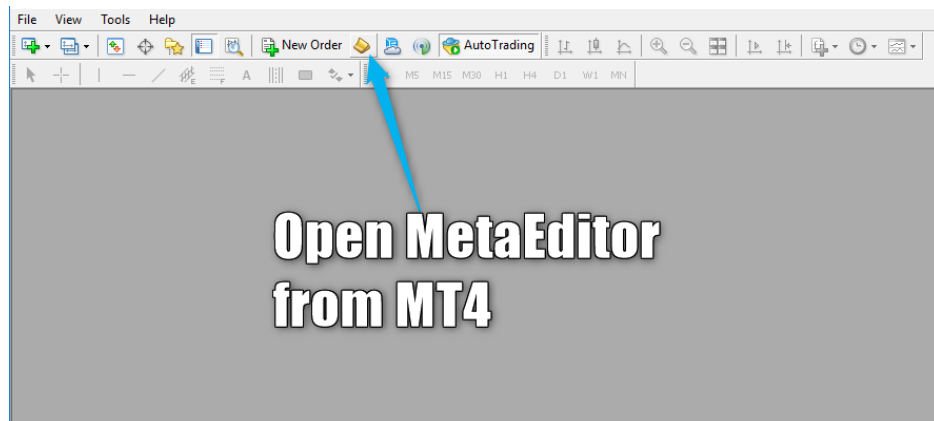 File View Tools Help
New Order AutoTrading
E F A M5 M15 M30 H1 H4 D1 W1 MN
Open MetaEditor
from MT4